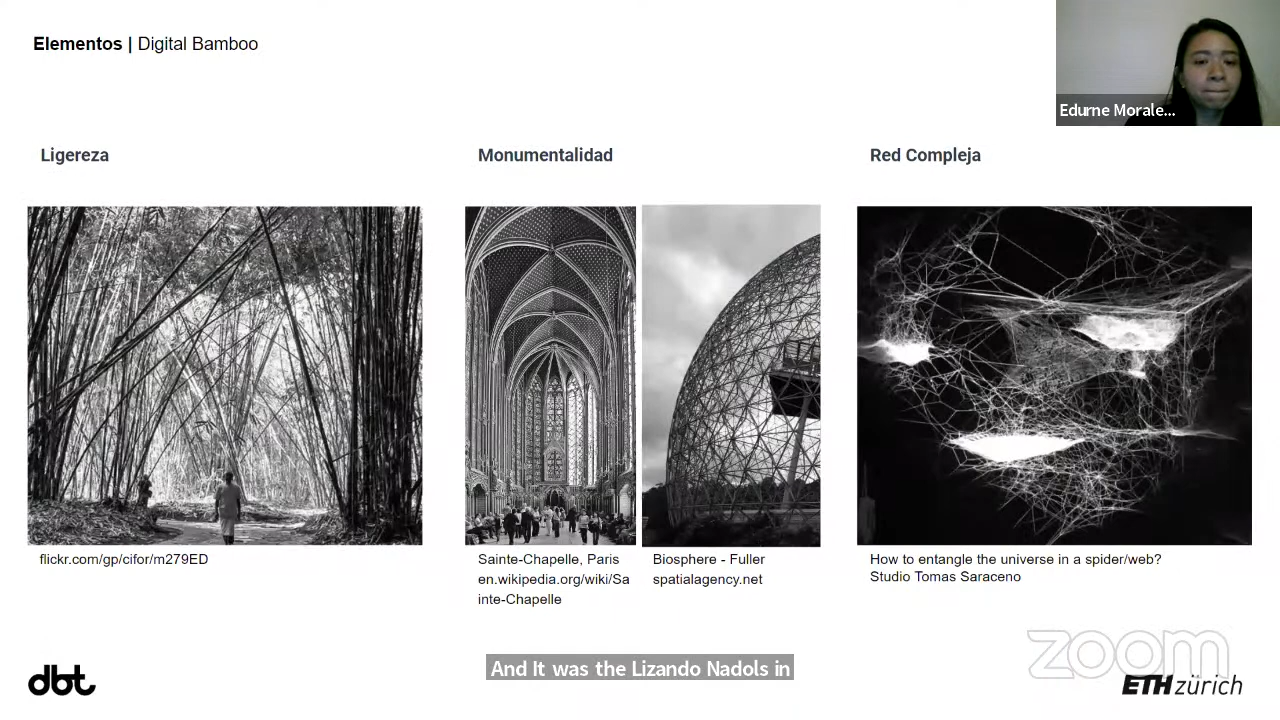 Elementos | Digital Bamboo
Edurne Morale...
Ligereza
Monumentalidad
Red Compleja
flickr.com/gp/cifor/m279ED
Sainte-Chapelle, Paris
en.wikipedia.org/wiki/Sa
inte-Chapelle
Biosphere - Fuller
spatialagency.net
How to entangle the universe in a spider/web?
Studio Tomas Saraceno
And It was the Lizando Nadols in
zoom
dbt
ETH zürich